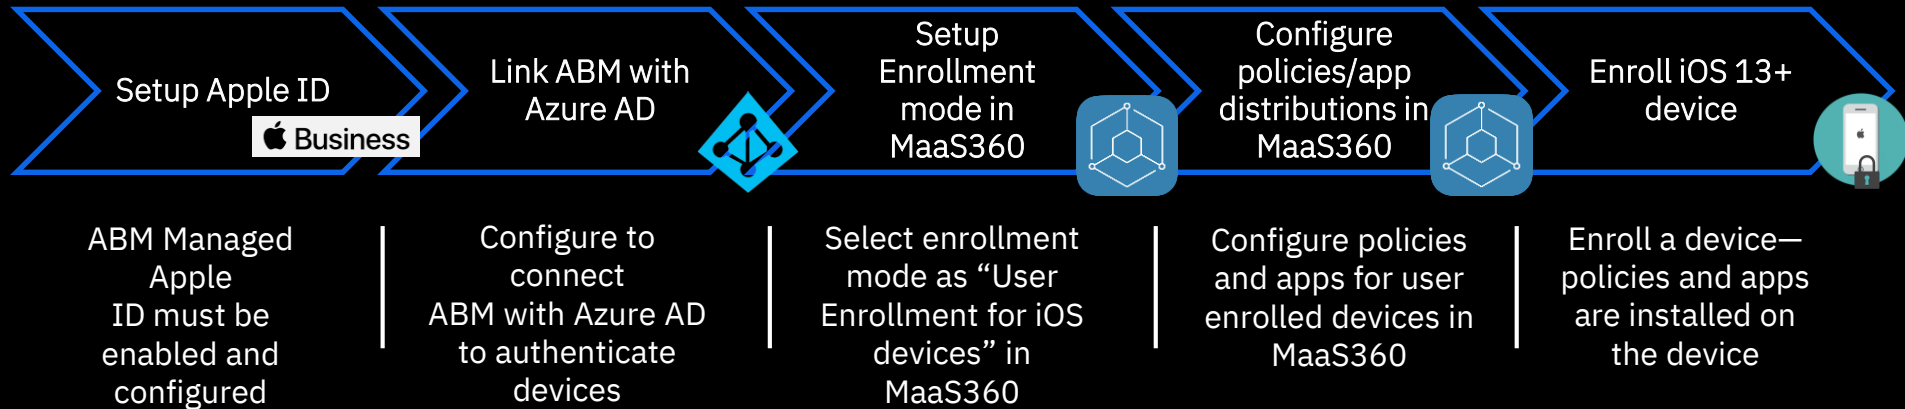 Setup Apple ID
Business
Link ABM with
Azure AD
Setup
Enrollment
mode in
MaaS360
Configure
policies/app
distributions in
MaaS360
Enroll iOS 13+
device
ABM Managed
Apple
ID must be
enabled and
configured
Configure to
connect
ABM with Azure AD
to authenticate
devices
Select enrollment
mode as “User
Enrollment for iOS
devices” in
MaaS360
Configure policies
and apps for user
enrolled devices in
MaaS360
Enroll a device—
policies and apps
are installed on
the device